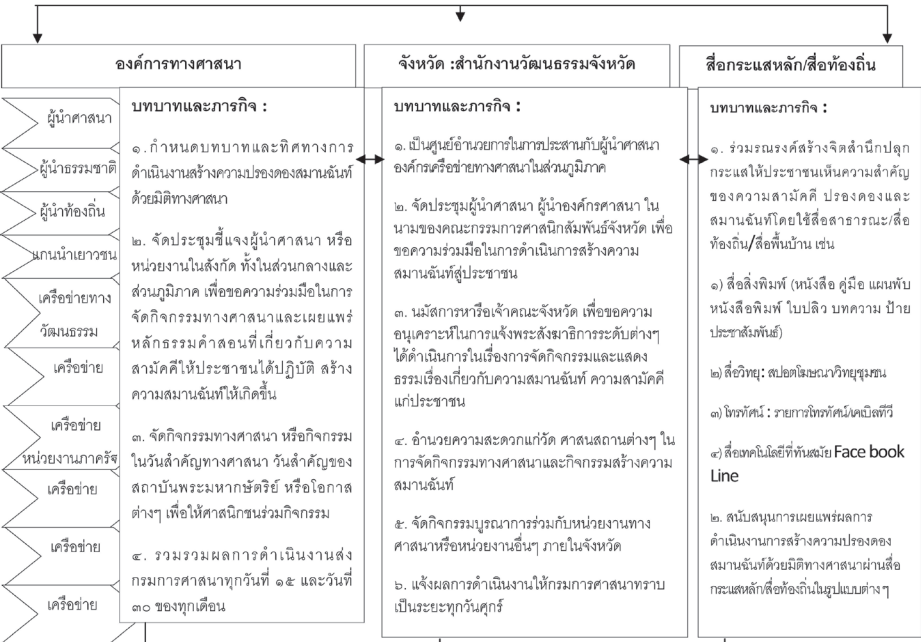 องค์การทางศาสนา
จังหวัด :สำนักงานวัฒนธรรมจังหวัด
สื่อกระแสหลัก/สื่อท้องถิ่น
ผู้นำศาสนา
ผู้นำธรรมชาติ
ผู้นำท้องถิ่น
แกนนำเยาวชน
เครือข่ายทาง
วัฒนธรรม
เครือข่าย
เครือข่าย
หน่วยงานภาครัฐ
เครือข่าย
เครือข่าย
เครือข่าย
บทบาทและภารกิจ :
๑.กำหนดบทบาทและทิศทางการ
ดำเนินงานสร้างความปรองดองสมานฉันท์
ด้วยมิติทางศาสนา
๒. จัดประชุมชี้แจงผู้นำศาสนา หรือ
หน่วยงานในสังกัด ทั้งในส่วนกลางและ
ส่วนภูมิภาค เพื่อขอความร่วมมือในการ
จัดกิจกรรมทางศาสนาและเผยแพร่
หลักธรรมคำสอนที่เกี่ยวกับความ
สามัคคีให้ประชาชนได้ปฏิบัติ สร้าง
ความสมานฉันท์ให้เกิดขึ้น
๓. จัดกิจกรรมทางศาสนา หรือกิจกรรม
ในวันสำคัญทางศาสนา วันสำคัญของ
สถาบันพระมหากษัตริย์ หรือโอกาส
ต่างๆ เพื่อให้ศาสนิกชนร่วมกิจกรรม
๔. รวมรวมผลการดำเนินงานส่ง
กรมการศาสนาทุกวันที่ ๑๕ และวันที่
๓๐ ของทุกเดือน
บทบาทและภารกิจ :
๑. เป็นศูนย์อำนวยการในการประสานกับผู้นำศาสนา
องค์กรเครือข่ายทางศาสนาในส่วนภูมิภาค
๒. จัดประชุมผู้นำศาสนา ผู้นำองค์กรศาสนา ใน
นามของคณะกรรมการศาสนิกสัมพันธ์จังหวัด เพื่อ
ขอความร่วมมือในการดำเนินการสร้างความ
สมานฉันท์สู่ประชาชน
๓. นมัสการหารือเจ้าคณะจังหวัด เพื่อขอความ
อนุเคราะห์ในการแจ้งพระสังฆาธิการระดับต่างๆ
ได้ดำเนินการในเรื่องการจัดกิจกรรมและแสดง
ธรรมเรื่องเกี่ยวกับความสมานฉันท์ ความสามัคคี
แก่ประชาชน
๔. อำนวยความสะดวกแก่วัด ศาสนสถานต่างๆ ใน
การจัดกิจกรรมทางศาสนาและกิจกรรมสร้างความ
สมานฉันท์
๕. จัดกิจกรรมบูรณาการร่วมกับหน่วยงานทาง
ศาสนาหรือหน่วยงานอื่นๆ ภายในจังหวัด
๖. แจ้งผลการดำเนินงานให้กรมการศาสนาทราบ
เป็นระยะทุกวันศุกร์
บทบาทและภารกิจ :
๑. ร่วมรณรงค์สร้างจิตสำนึกปลุก
กระแสให้ประชาชนเห็นความสำคัญ
ของความสามัคคี ปรองดองและ
สมานฉันท์โดยใช้สื่อสาธารณะ/สื่อ
ท้องถิ่น/สื่อพื้นบ้าน เช่น
๑) สื่อสิ่งพิมพ์ (หนังสือ คู่มือ แผนพับ
หนังสือพิมพ์ ใบปลิว บทความ ป้าย
ประชาสัมพันธ์)
๒) สื่อวิทยุ: สปอตโฆษณา/วิทยุชุมชน
๓) โทรทัศน์ : รายการโทรทัศน์/เคเบิลทีวี
๔) สื่อเทคโนโลยีที่ทันสมัย Face book
Line
๒. สนับสนุนการเผยแพร่ผลการ
ดำเนินงานการสร้างความปรองดอง
สมานฉันท์ด้วยมิติทางศาสนาผ่านสื่อ
กระแสหลัก/สื่อท้องถิ่นในรูปแบบต่างๆ